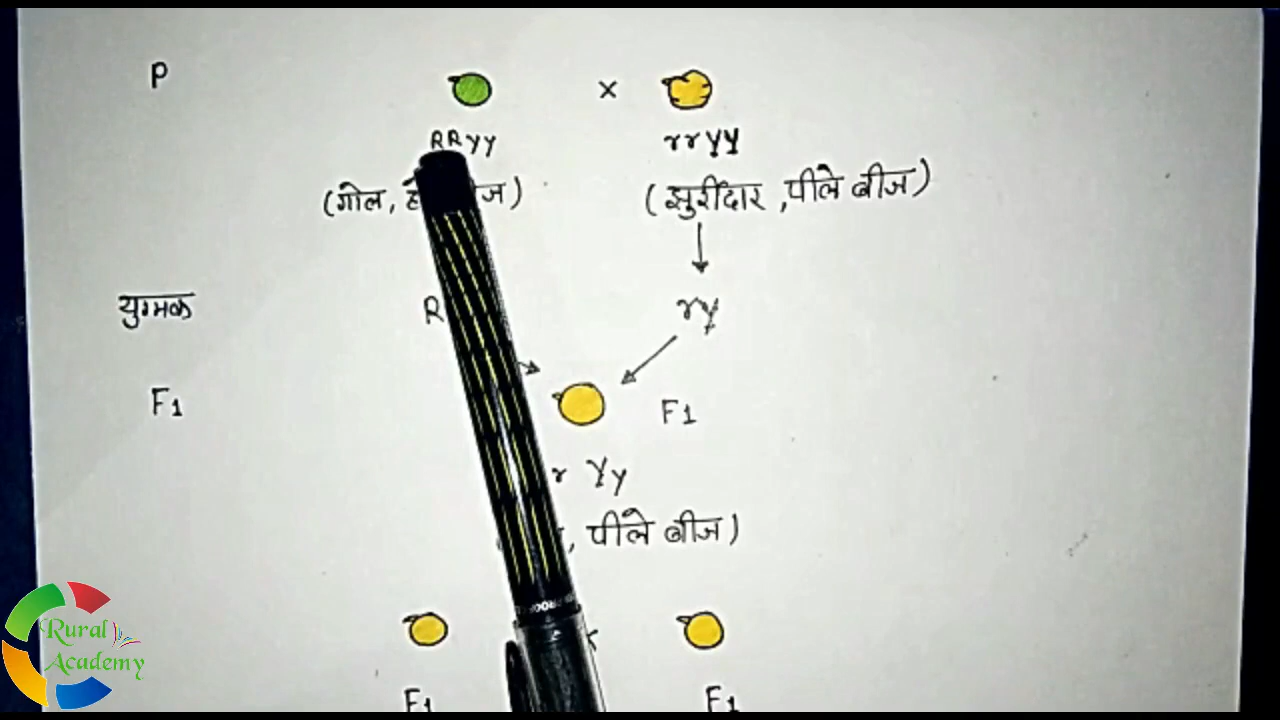 P
×
RRyy rrYY
(गोल, ज) (झुर्रीदार ,पीले बीज)
युग्मक R rY
F1 F1
r Yy
, पीले बीज)
F1 F1
Rural
Academy